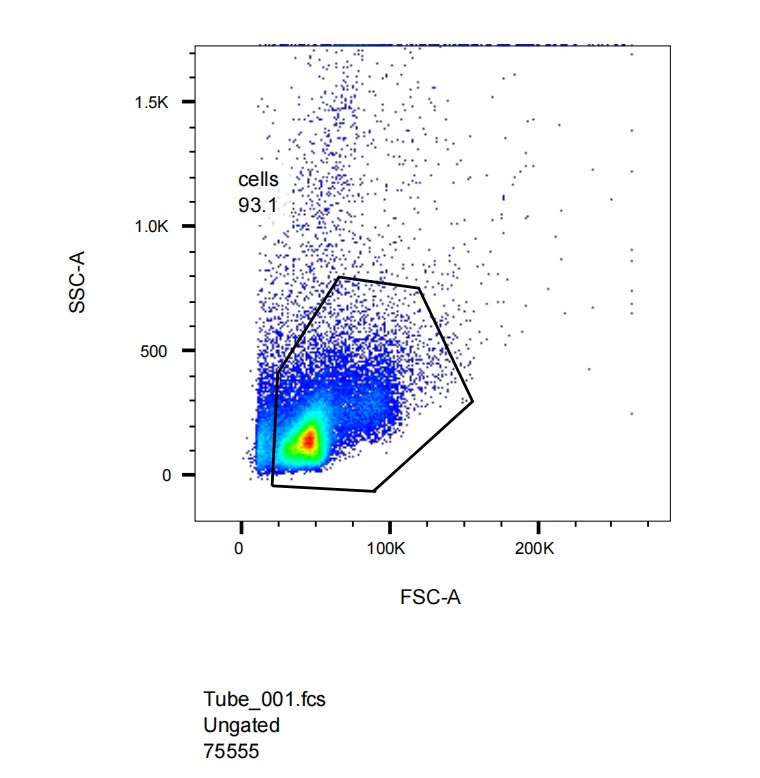 1.5K
cells
93.1
1.0K
SSC-A
500
0
0 100K 200K
FSC-A
Tube_001.fcs
Ungated
75555